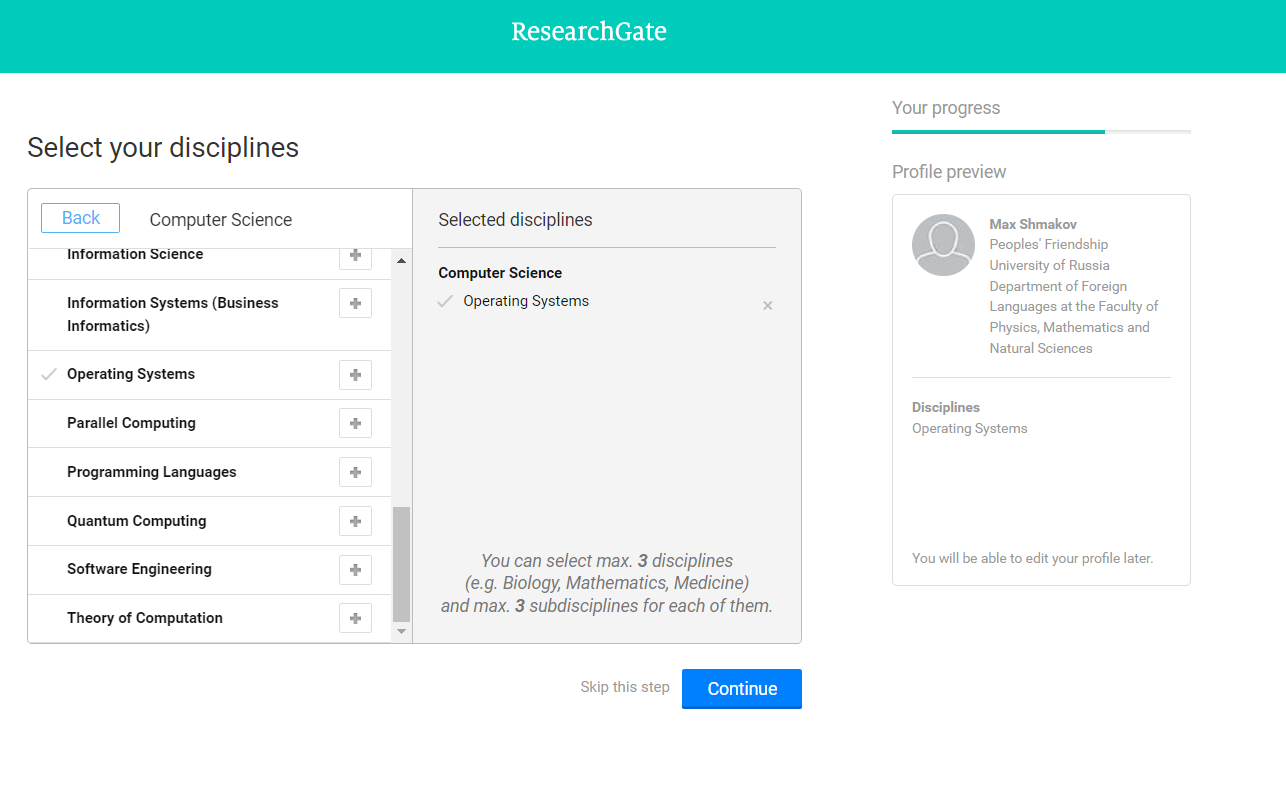 ResearchGate
Select your disciplines
Back
Computer Science
Information Science
Information Systems (Business
Informatics)
Operating Systems
Parallel Computing
Programming Languages
Quantum Computing
Software Engineering
Theory of Computation
Selected disciplines
Computer Science
Operating Systems
You can select max. 3 disciplines
(e.g. Biology, Mathematics, Medicine)
and max. 3 subdisciplines for each of them.
Skip this step
Continue
Your progress
Profile preview
Max Shmakov
Peoples' Friendship
University of Russia
Department of Foreign
Languages at the Faculty of
Physics, Mathematics and
Natural Sciences
Disciplines
Operating Systems
You will be able to edit your profile later.